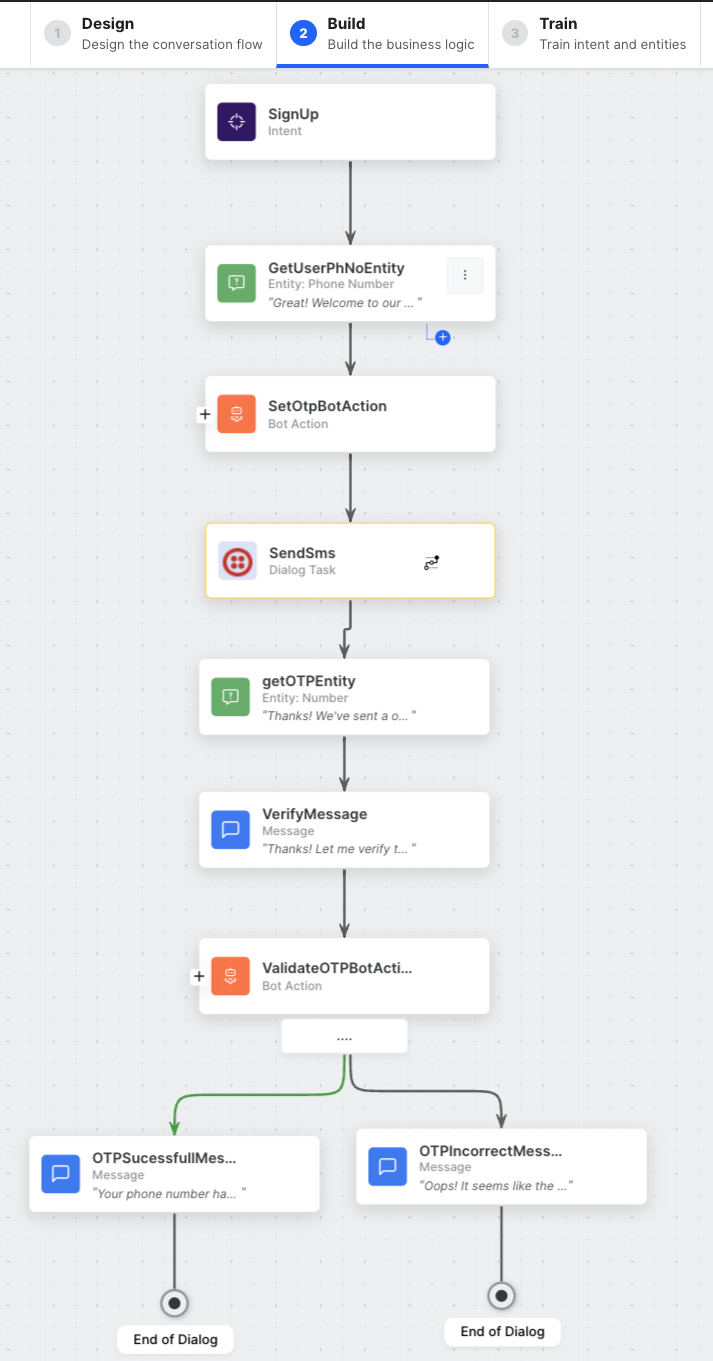 1
Design
Design the conversation flow
2
Build
Build the business logic
3
Train
Train intent and entities
SignUp
Intent
GetUserPhNoEntity
Entity: Phone Number
"Great! Welcome to our ... "
SetOtpBotAction
Bot Action
SendSms
Dialog Task
getOTPEntity
Entity: Number
"Thanks! We've sent a o... "
VerifyMessage
Message
"Thanks! Let me verify t... "
ValidateOTPBotActi...
Bot Action
....
OTPSucessfullMes...
Message
"Your phone number ha... "
OTPIncorrectMess...
Message
"Oops! It seems like the ..."
End of Dialog
End of Dialog